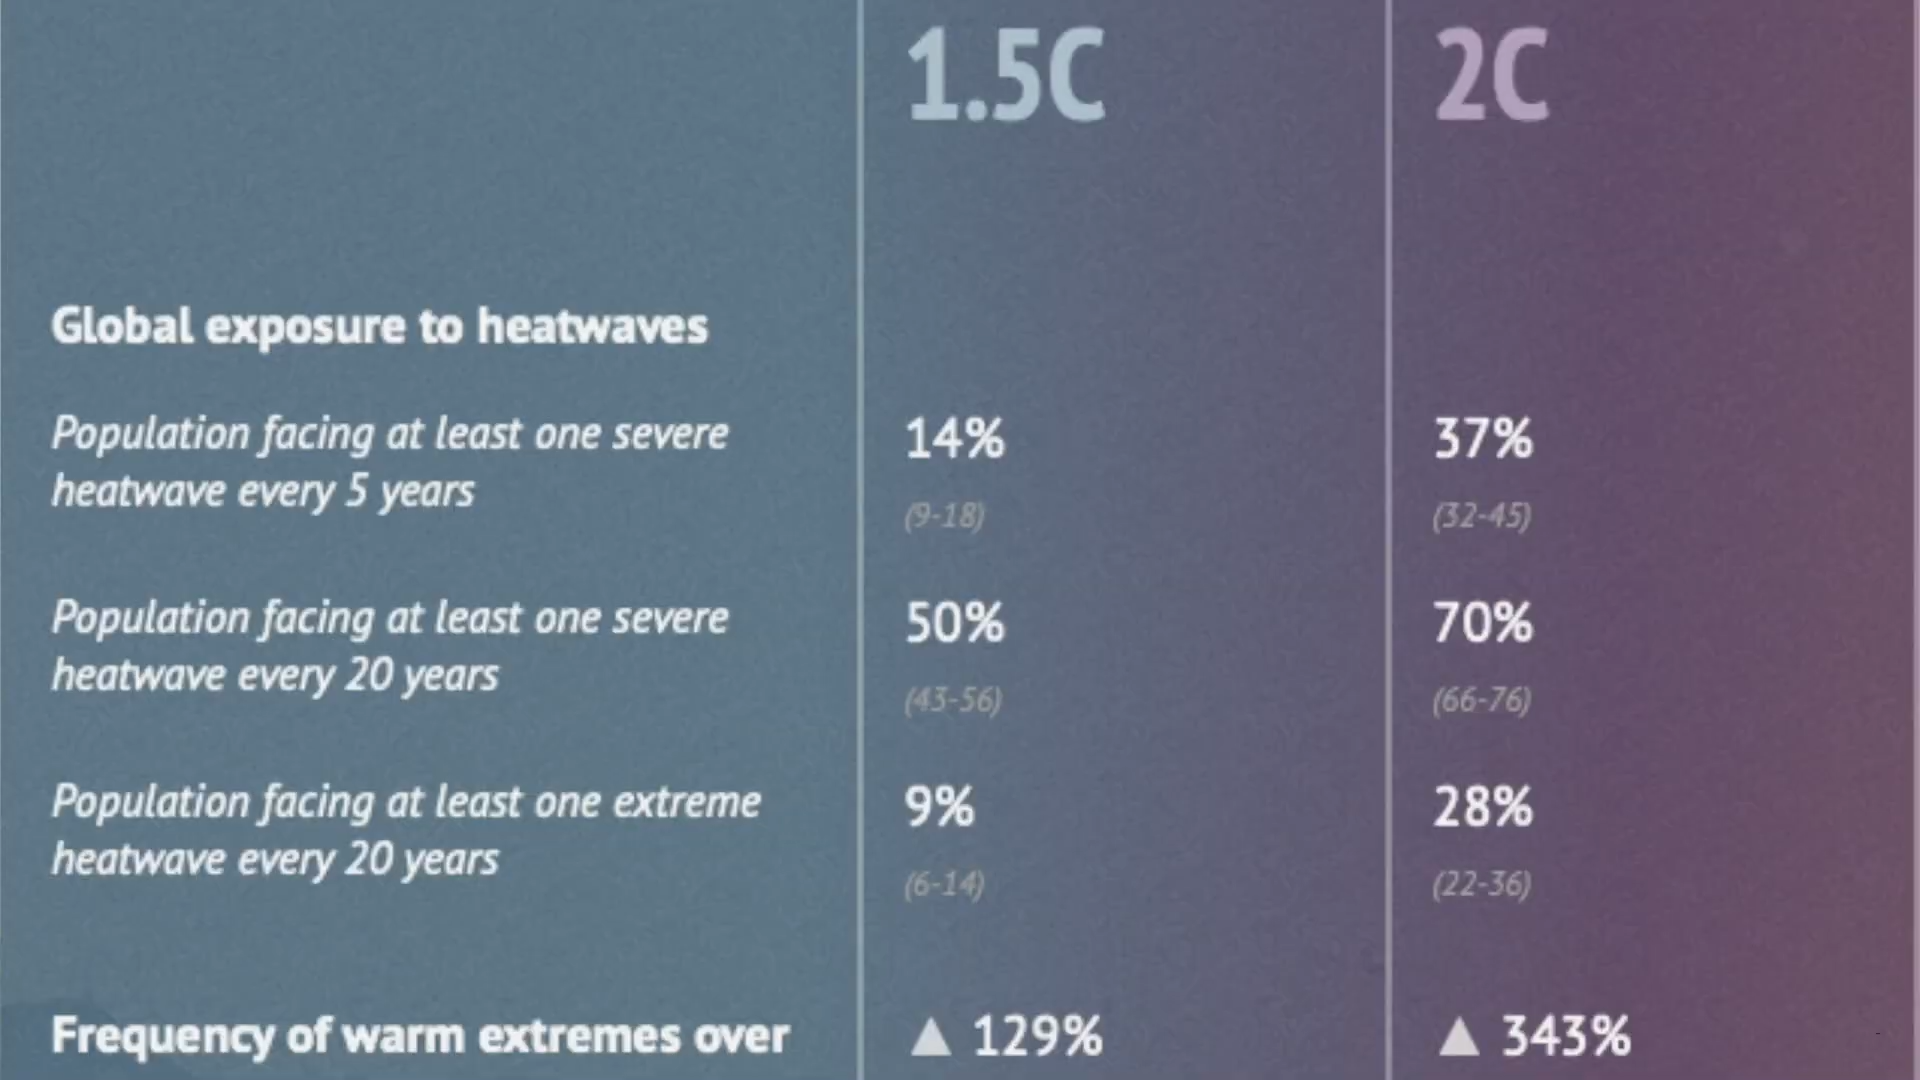 1.5C 2C
Global exposure to heatwaves
Population facing at least one severe 14% 37%
heatwave every 5 years (9-18) (32-45)
Population facing at least one severe 50% 70%
heatwave every 20 years (43-56) (66-76)
Population facing at least one extreme 9% 28%
heatwave every 20 years (6-14) (22-36)
Frequency of warm extremes over ▲ 129% ▲ 343%